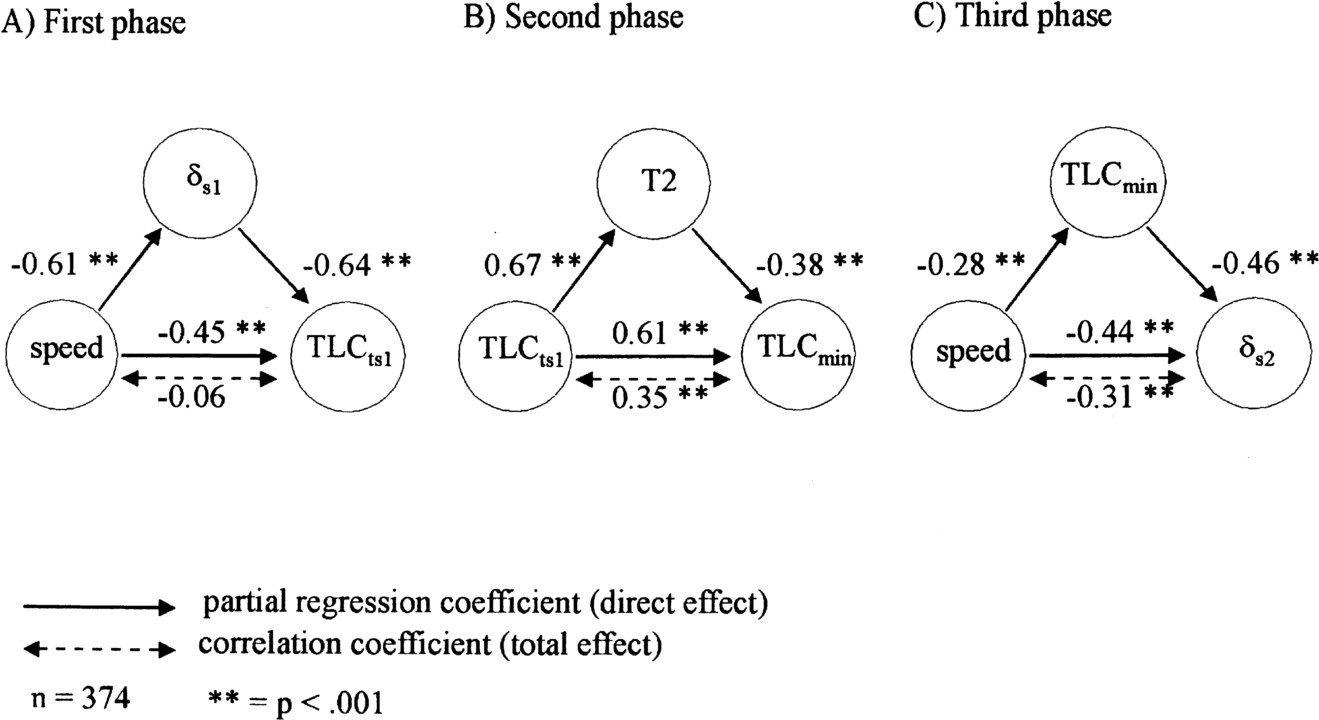 A) First phase
B) Second phase
C) Third phase
δs1
T2
TLCmin
-0.61 **
-0.64 **
0.67 **
-0.38 **
-0.28 **
-0.46 **
speed
-0.45 **
TLCts1
-0.06
TLCts1
0.61 **
TLCmin
0.35 **
speed
-0.44 **
δs2
-0.31 **
partial regression coefficient (direct effect)
correlation coefficient (total effect)
n = 374
** = p < .001